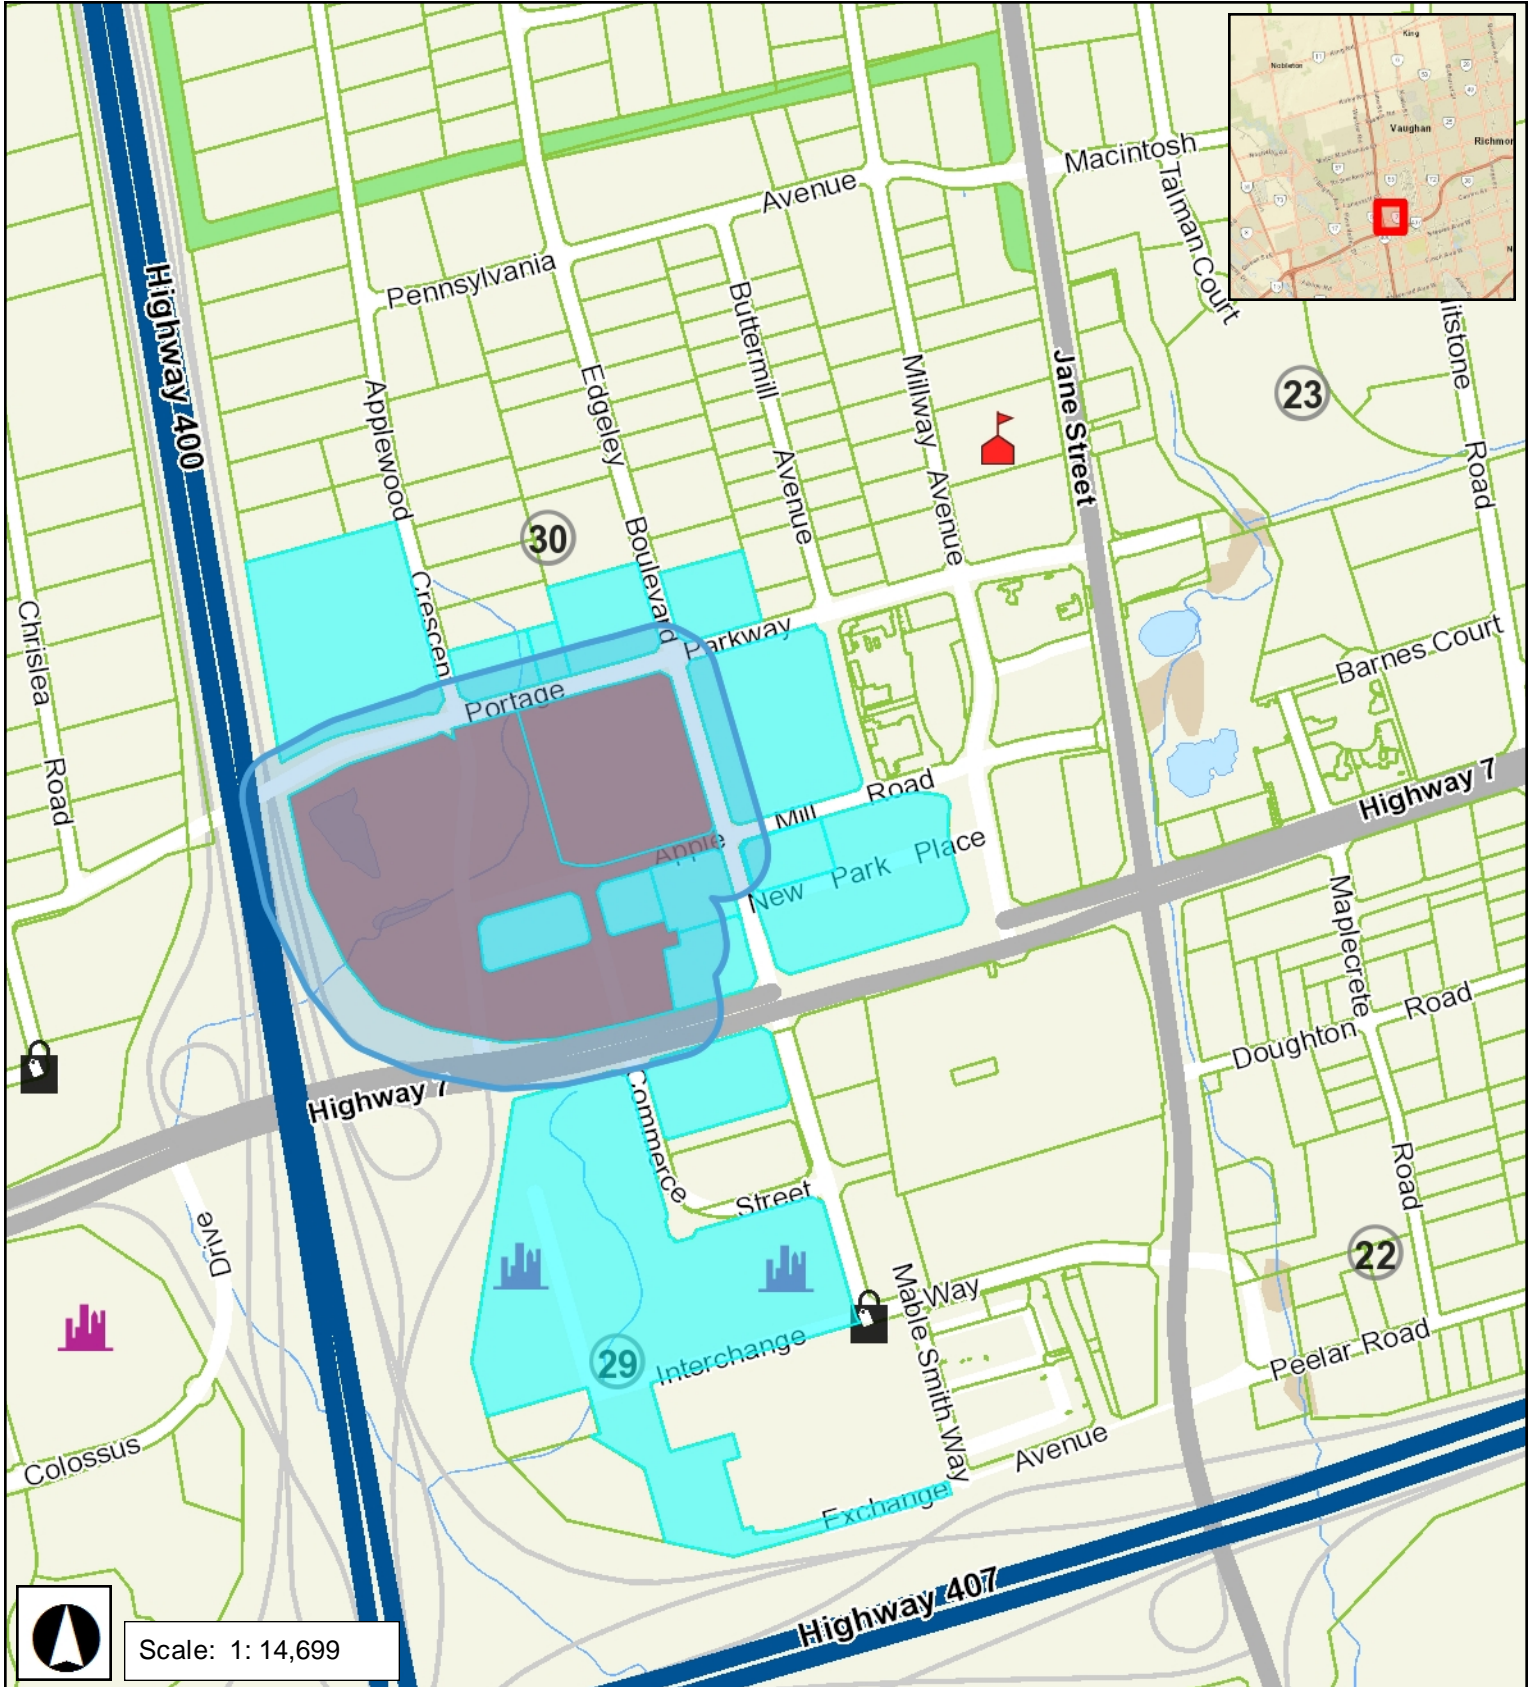 King
Nobleton
Vaughan
Richmor
Macintosh
Avenue
Talman Court
Pennsylvania
Highway 400
Buttermill
Avenue
Millway
Avenue
Jane Street
Applewood
Crescen
Edgeley
Boulevard
iltstone
Road
23
30
Chrislea
Road
Parkway
Portage
Barnes Court
Highway 7
Mill
Road
Apple
New Park Place
Maplecrete
Road
Doughton
Road
Highway 7
Commerce
Street
Drive
22
Mable Smith Way
Way
Interchange
29
Peelar Road
Colossus
Avenue
Exchange
Highway 407
Scale: 1: 14,699